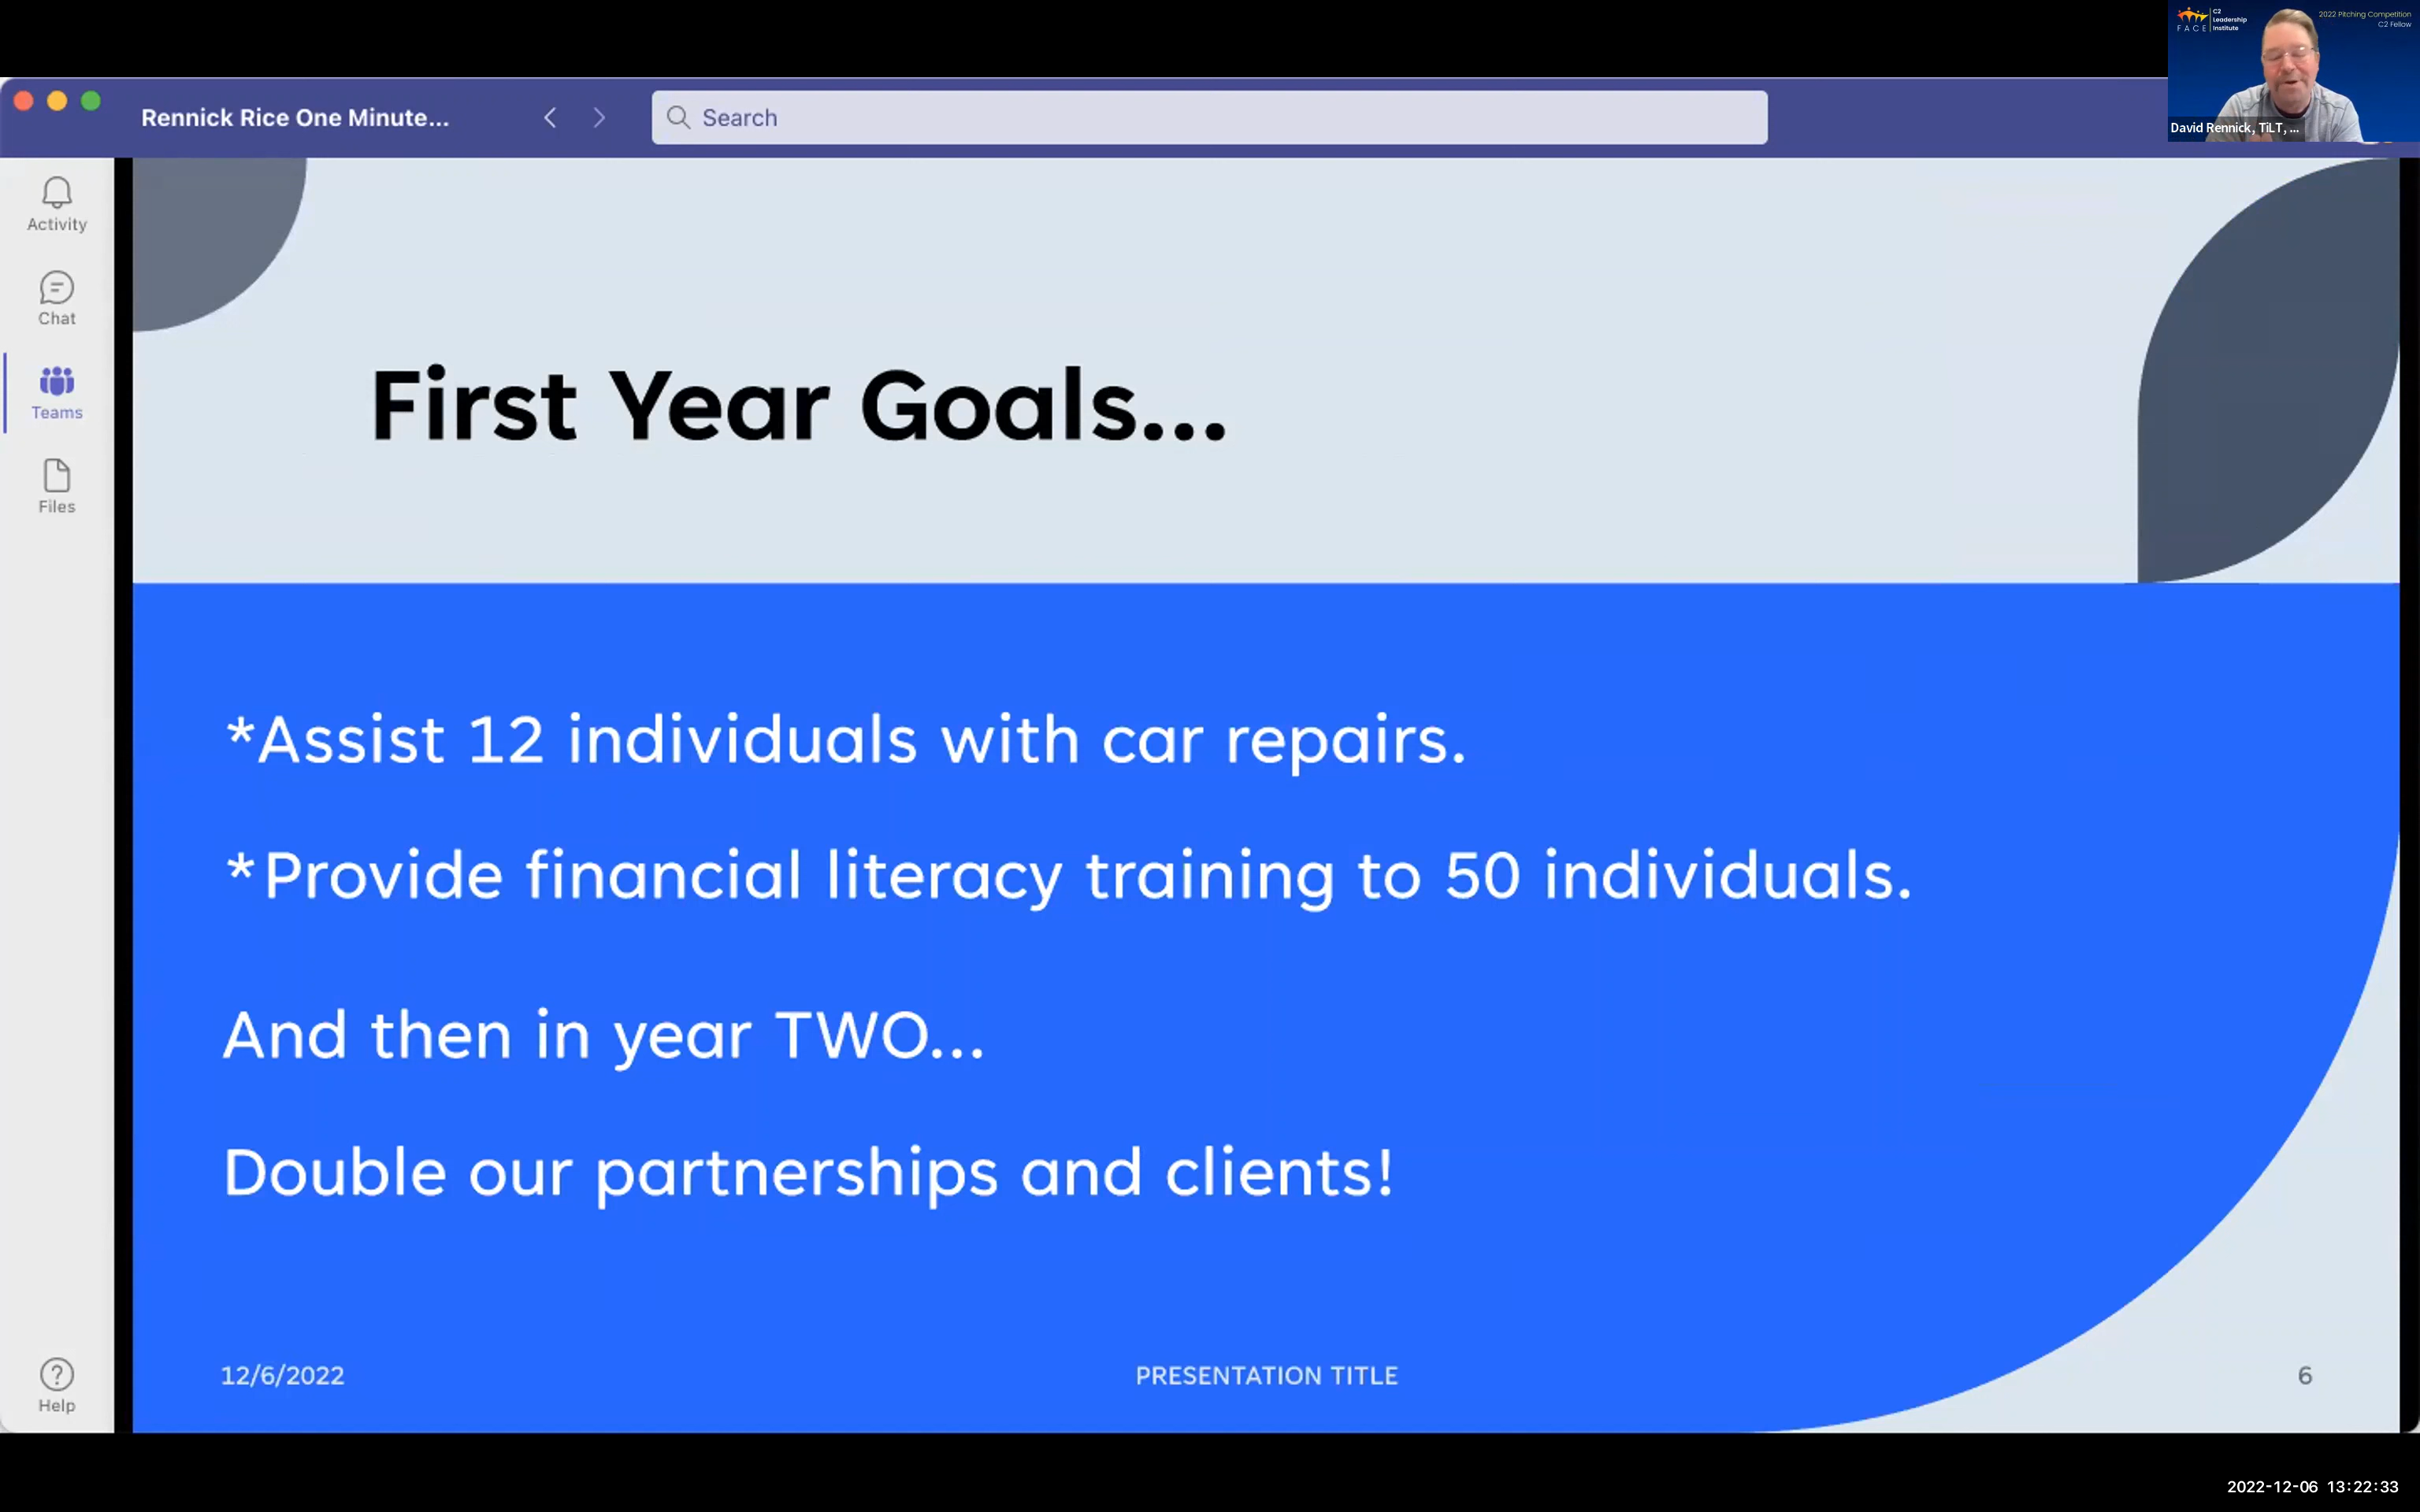 C2
Leadership
Institute
FACE
2022 Pitching Competition
C2 Fellow
David Rennick, TiLT, ...
Rennick Rice One Minute...
Search
Activity
Chat
Teams
Files
Help
First Year Goals...
*Assist 12 individuals with car repairs.
*Provide financial literacy training to 50 individuals.
And then in year TWO...
Double our partnerships and clients!
12/6/2022
PRESENTATION TITLE
6
2022-12-06 13:22:33